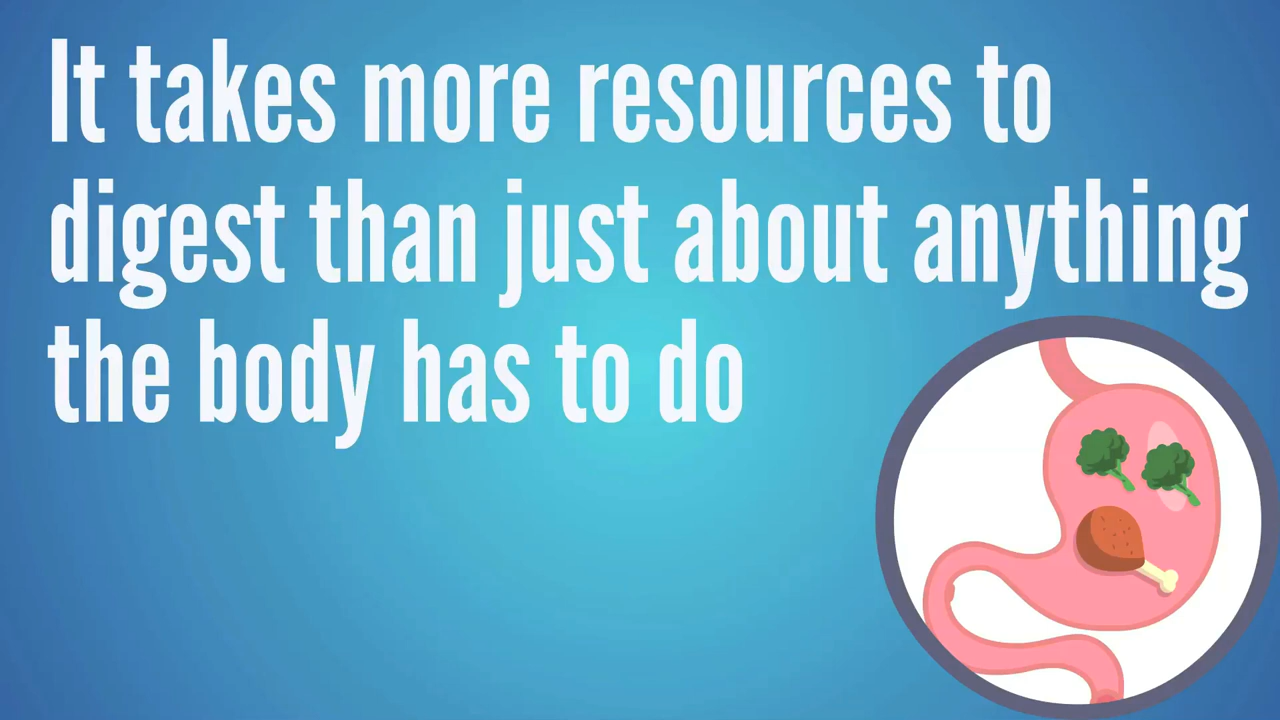 It takes more resources to
digest than just about anything
the body has to do